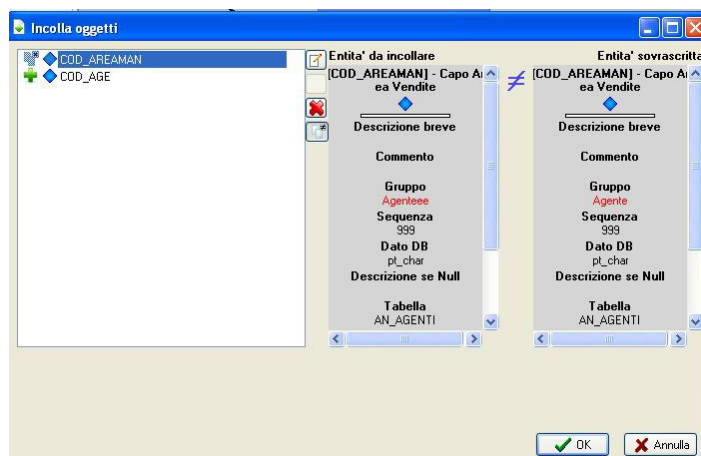 Incolla oggetti
COD_AREAMAN
COD_AGE
Entita' da incollare
[COD_AREAMAN] - Capo Ar
ea Vendite
Descrizione breve
Commento
Gruppo
Agenteee
Sequenza
999
Dato DB
pt_char
Descrizione se Null
Tabella
AN_AGENTI
≠
Entita' sovrascritta
[COD_AREAMAN] - Capo Ar
ea Vendite
Descrizione breve
Commento
Gruppo
Agente
Sequenza
999
Dato DB
pt_char
Descrizione se Null
Tabella
AN_AGENTI
OK
Annulla